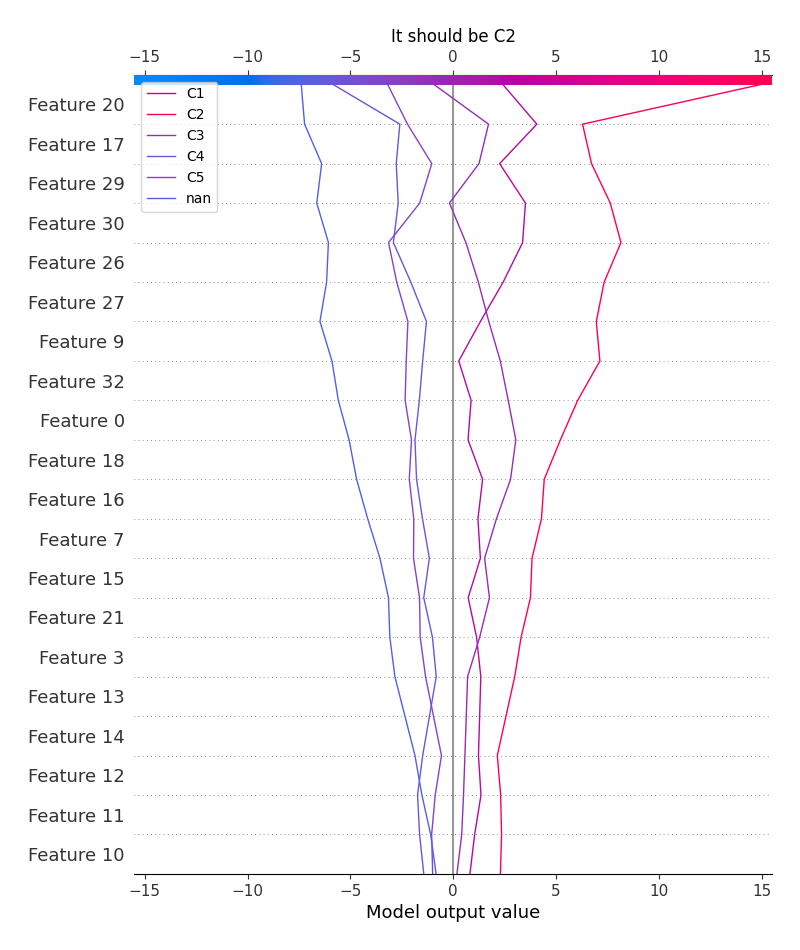 It should be C2
−15 −10 −5 0 5 10 15
C1
C2
C3
C4
C5
nan
Feature 20
Feature 17
Feature 29
Feature 30
Feature 26
Feature 27
Feature 9
Feature 32
Feature 0
Feature 18
Feature 16
Feature 7
Feature 15
Feature 21
Feature 3
Feature 13
Feature 14
Feature 12
Feature 11
Feature 10
−15 −10 −5 0 5 10 15
Model output value